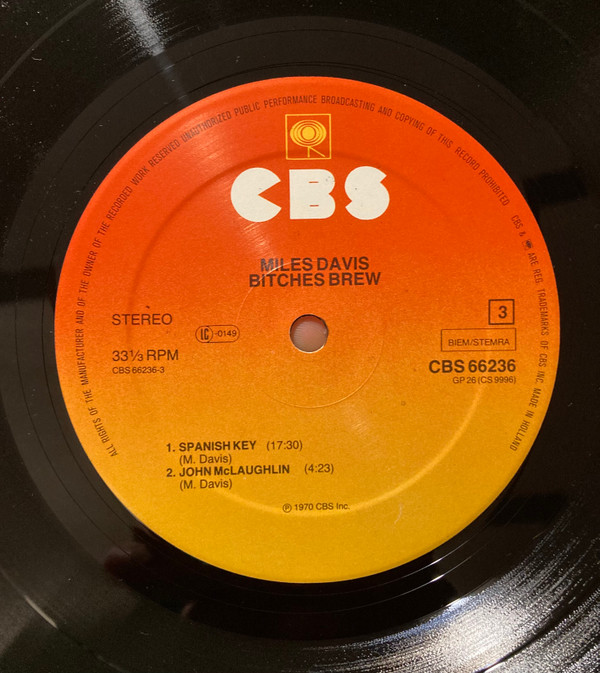 ALL RIGHTS OF THE MANUFACTURER AND OF THE OWNER OF THE RECORDED WORK RESERVED UNAUTHORIZED PUBLIC PERFORMANCE BROADCASTING AND COPYING OF THIS RECORD PROHIBITED CBS & ARE REG. TRADEMARKS OF CBS INC. MADE IN HOLLAND
CBS
MILES DAVIS
BITCHES BREW
STEREO
LC-0149
3
33⅓ RPM
BIEM/STEMRA
CBS 66236-3
CBS 66236
GP 26 (CS 9996)
1. SPANISH KEY (17:30)
(M. Davis)
2. JOHN McLAUGHLIN (4:23)
(M. Davis)
℗ 1970 CBS Inc.